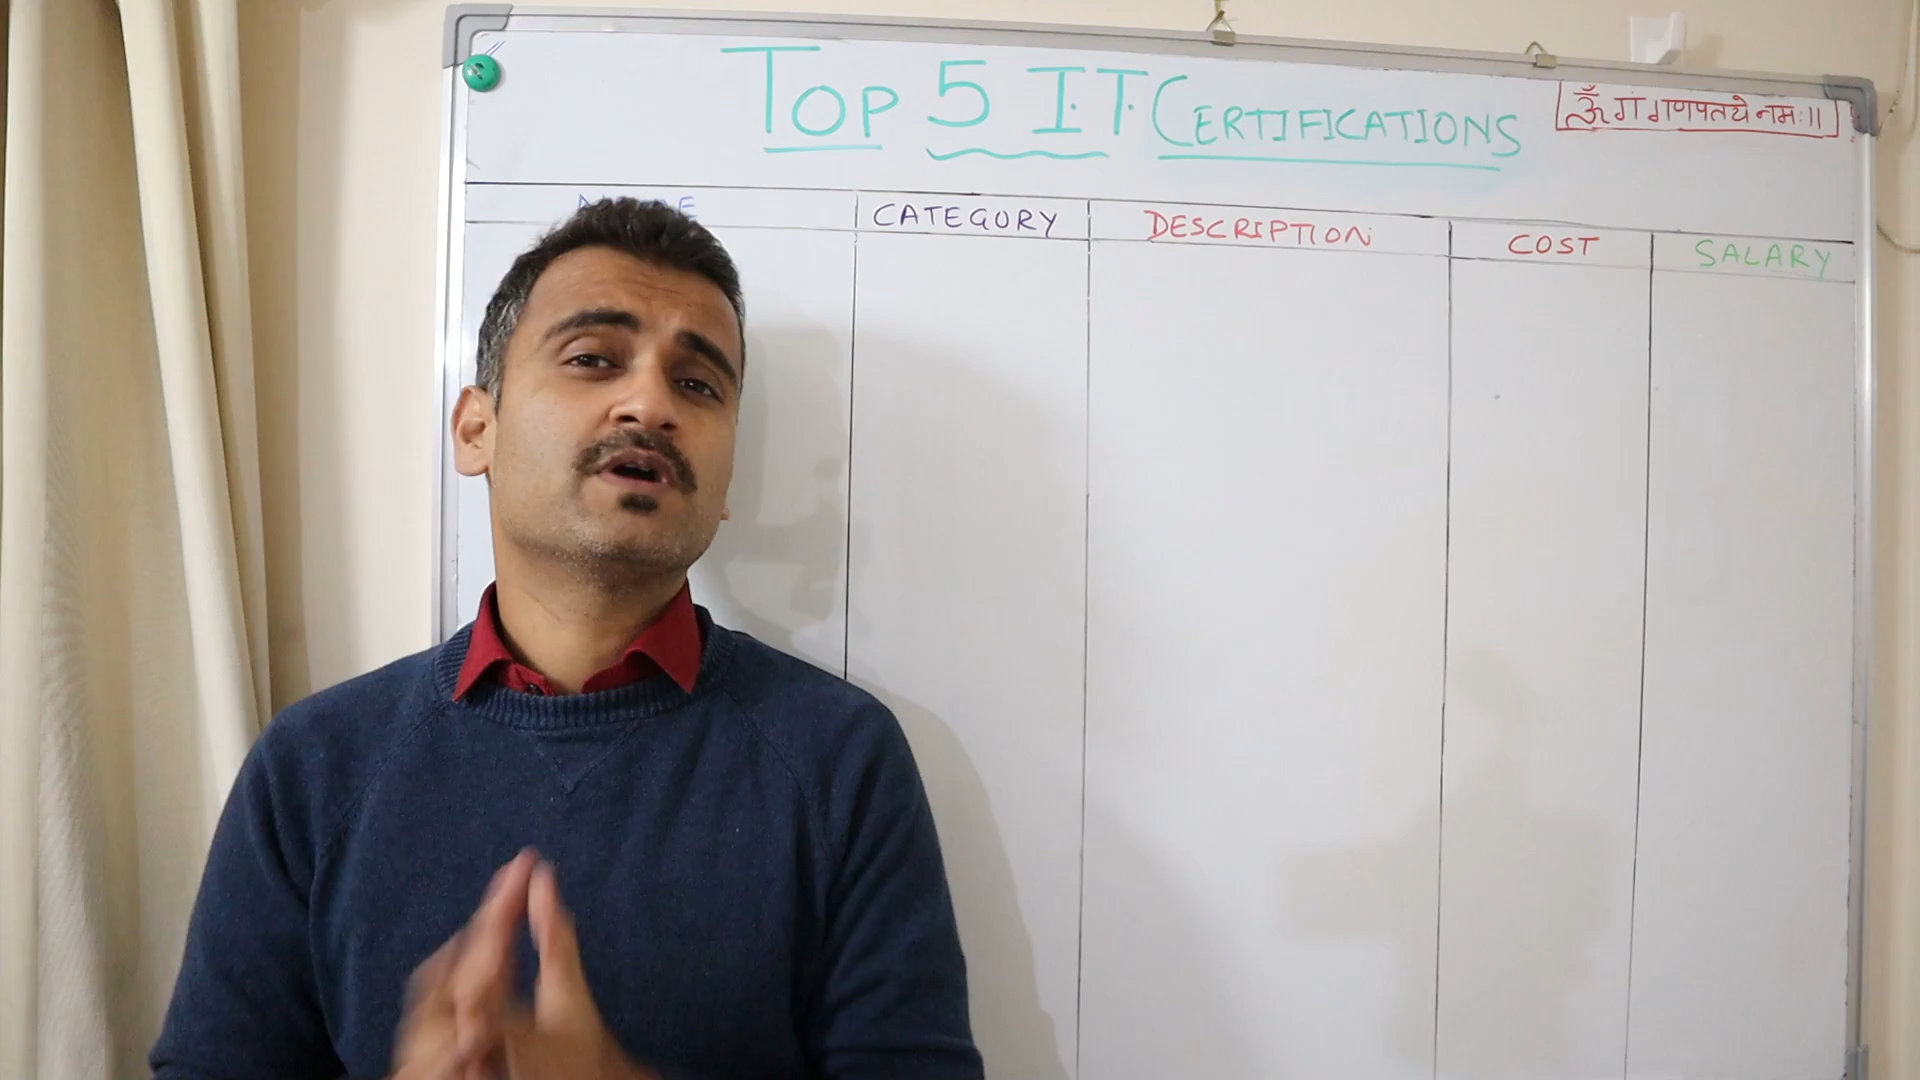 TOP 5 I.T. CERTIFICATIONS
ॐ गं गणपतये नमः॥
CATEGORY
DESCRIPTION
COST
SALARY